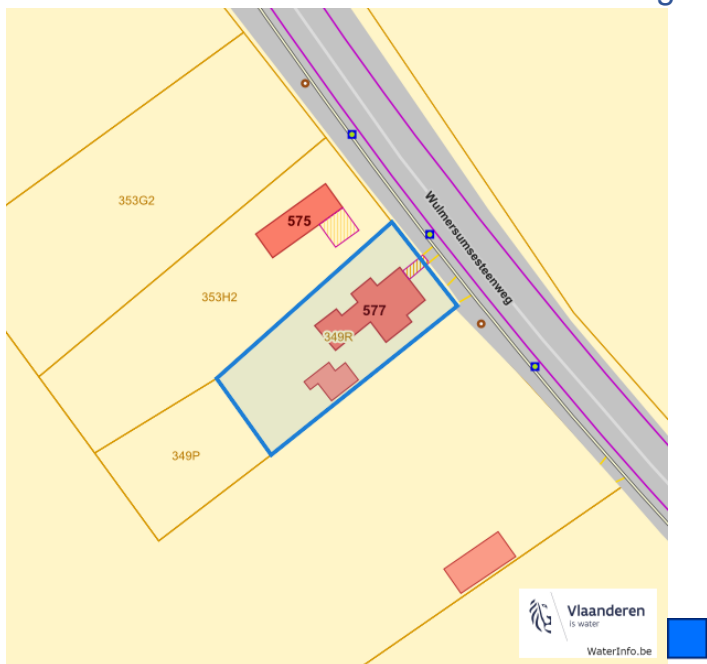 353G2
575
Wulmersumsesteenweg
353H2
577
349R
349P
Vlaanderen
is water
WaterInfo.be